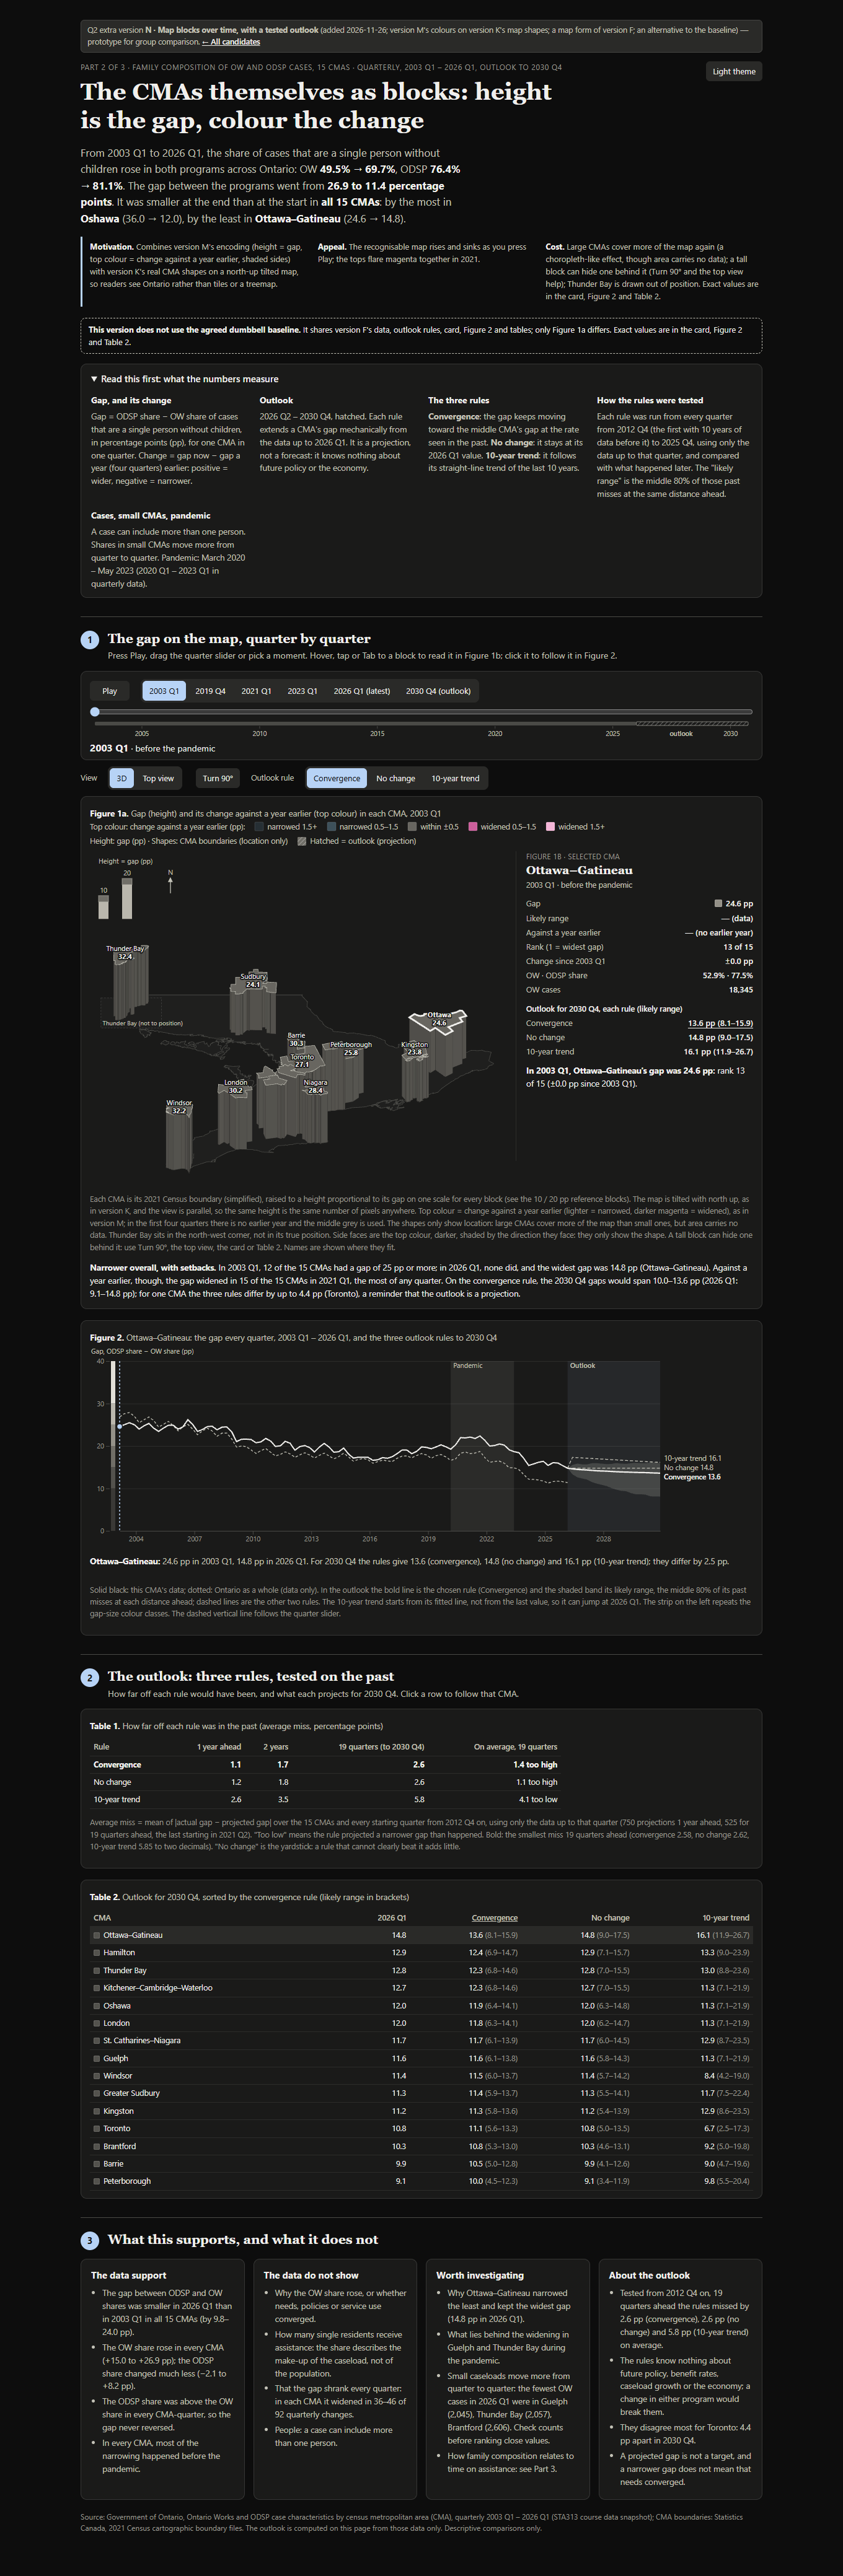 Q2 extra version N · Map blocks over time, with a tested outlook (added 2026-11-26; version M's colours on version K's map shapes; a map form of version F; an alternative to the baseline) —
prototype for group comparison. ← All candidates
PART 2 OF 3 · FAMILY COMPOSITION OF OW AND ODSP CASES, 15 CMAS · QUARTERLY, 2003 Q1 – 2026 Q1, OUTLOOK TO 2030 Q4
Light theme
The CMAs themselves as blocks: height
is the gap, colour the change
From 2003 Q1 to 2026 Q1, the share of cases that are a single person without
children rose in both programs across Ontario: OW 49.5% → 69.7%, ODSP 76.4%
→ 81.1%. The gap between the programs went from 26.9 to 11.4 percentage
points. It was smaller at the end than at the start in all 15 CMAs: by the most in
Oshawa (36.0 → 12.0), by the least in Ottawa–Gatineau (24.6 → 14.8).
Motivation. Combines version M's encoding (height = gap,
top colour = change against a year earlier, shaded sides)
with version K's real CMA shapes on a north-up tilted map,
so readers see Ontario rather than tiles or a treemap.
Appeal. The recognisable map rises and sinks as you press
Play; the tops flare magenta together in 2021.
Cost. Large CMAs cover more of the map again (a
choropleth-like effect, though area carries no data); a tall
block can hide one behind it (Turn 90° and the top view
help); Thunder Bay is drawn out of position. Exact values are
in the card, Figure 2 and Table 2.
This version does not use the agreed dumbbell baseline. It shares version F's data, outlook rules, card, Figure 2 and tables; only Figure 1a differs. Exact values are in the card, Figure 2
and Table 2.
▼ Read this first: what the numbers measure
Gap, and its change
Gap = ODSP share − OW share of cases
that are a single person without children,
in percentage points (pp), for one CMA in
one quarter. Change = gap now − gap a
year (four quarters) earlier: positive =
wider, negative = narrower.
Outlook
2026 Q2 – 2030 Q4, hatched. Each rule
extends a CMA's gap mechanically from
the data up to 2026 Q1. It is a projection,
not a forecast: it knows nothing about
future policy or the economy.
The three rules
Convergence: the gap keeps moving
toward the middle CMA's gap at the rate
seen in the past. No change: it stays at its
2026 Q1 value. 10-year trend: it follows
its straight-line trend of the last 10 years.
How the rules were tested
Each rule was run from every quarter
from 2012 Q4 (the first with 10 years of
data before it) to 2025 Q4, using only the
data up to that quarter, and compared
with what happened later. The "likely
range" is the middle 80% of those past
misses at the same distance ahead.
Cases, small CMAs, pandemic
A case can include more than one person.
Shares in small CMAs move more from
quarter to quarter. Pandemic: March 2020
– May 2023 (2020 Q1 – 2023 Q1 in
quarterly data).
1 The gap on the map, quarter by quarter
Press Play, drag the quarter slider or pick a moment. Hover, tap or Tab to a block to read it in Figure 1b; click it to follow it in Figure 2.
Play 2003 Q1 2019 Q4 2021 Q1 2023 Q1 2026 Q1 (latest) 2030 Q4 (outlook)
2005 2010 2015 2020 2025 outlook 2030
2003 Q1 · before the pandemic
View 3D Top view Turn 90° Outlook rule Convergence No change 10-year trend
Figure 1a. Gap (height) and its change against a year earlier (top colour) in each CMA, 2003 Q1
Top colour: change against a year earlier (pp): narrowed 1.5+ narrowed 0.5–1.5 within ±0.5 widened 0.5–1.5 widened 1.5+
Height: gap (pp) · Shapes: CMA boundaries (location only) Hatched = outlook (projection)
Height = gap (pp)
10 20 N
Thunder Bay
32.4
Thunder Bay (not to position)
Sudbury
24.1
Ottawa
24.6
Barrie
30.3
Toronto
27.1
Peterborough
25.8
Kingston
23.8
London
30.2
Niagara
28.4
Windsor
32.2
FIGURE 1B · SELECTED CMA
Ottawa–Gatineau
2003 Q1 · before the pandemic
Gap 24.6 pp
Likely range — (data)
Against a year earlier — (no earlier year)
Rank (1 = widest gap) 13 of 15
Change since 2003 Q1 ±0.0 pp
OW · ODSP share 52.9% · 77.5%
OW cases 18,345
Outlook for 2030 Q4, each rule (likely range)
Convergence 13.6 pp (8.1–15.9)
No change 14.8 pp (9.0–17.5)
10-year trend 16.1 pp (11.9–26.7)
In 2003 Q1, Ottawa–Gatineau's gap was 24.6 pp: rank 13
of 15 (±0.0 pp since 2003 Q1).
Each CMA is its 2021 Census boundary (simplified), raised to a height proportional to its gap on one scale for every block (see the 10 / 20 pp reference blocks). The map is tilted with north up, as
in version K, and the view is parallel, so the same height is the same number of pixels anywhere. Top colour = change against a year earlier (lighter = narrowed, darker magenta = widened), as in
version M; in the first four quarters there is no earlier year and the middle grey is used. The shapes only show location: large CMAs cover more of the map than small ones, but area carries no
data. Thunder Bay sits in the north-west corner, not in its true position. Side faces are the top colour, darker, shaded by the direction they face: they only show the shape. A tall block can hide one
behind it: use Turn 90°, the top view, the card or Table 2. Names are shown where they fit.
Narrower overall, with setbacks. In 2003 Q1, 12 of the 15 CMAs had a gap of 25 pp or more; in 2026 Q1, none did, and the widest gap was 14.8 pp (Ottawa–Gatineau). Against a
year earlier, though, the gap widened in 15 of the 15 CMAs in 2021 Q1, the most of any quarter. On the convergence rule, the 2030 Q4 gaps would span 10.0–13.6 pp (2026 Q1:
9.1–14.8 pp); for one CMA the three rules differ by up to 4.4 pp (Toronto), a reminder that the outlook is a projection.
Figure 2. Ottawa–Gatineau: the gap every quarter, 2003 Q1 – 2026 Q1, and the three outlook rules to 2030 Q4
Gap, ODSP share − OW share (pp)
40
30
20
10
0
Pandemic Outlook
10-year trend 16.1
No change 14.8
Convergence 13.6
2004 2007 2010 2013 2016 2019 2022 2025 2028
Ottawa–Gatineau: 24.6 pp in 2003 Q1, 14.8 pp in 2026 Q1. For 2030 Q4 the rules give 13.6 (convergence), 14.8 (no change) and 16.1 pp (10-year trend); they differ by 2.5 pp.
Solid black: this CMA's data; dotted: Ontario as a whole (data only). In the outlook the bold line is the chosen rule (Convergence) and the shaded band its likely range, the middle 80% of its past
misses at each distance ahead; dashed lines are the other two rules. The 10-year trend starts from its fitted line, not from the last value, so it can jump at 2026 Q1. The strip on the left repeats the
gap-size colour classes. The dashed vertical line follows the quarter slider.
2 The outlook: three rules, tested on the past
How far off each rule would have been, and what each projects for 2030 Q4. Click a row to follow that CMA.
Table 1. How far off each rule was in the past (average miss, percentage points)
Rule 1 year ahead 2 years 19 quarters (to 2030 Q4) On average, 19 quarters
Convergence 1.1 1.7 2.6 1.4 too high
No change 1.2 1.8 2.6 1.1 too high
10-year trend 2.6 3.5 5.8 4.1 too low
Average miss = mean of |actual gap − projected gap| over the 15 CMAs and every starting quarter from 2012 Q4 on, using only the data up to that quarter (750 projections 1 year ahead, 525 for
19 quarters ahead, the last starting in 2021 Q2). "Too low" means the rule projected a narrower gap than happened. Bold: the smallest miss 19 quarters ahead (convergence 2.58, no change 2.62,
10-year trend 5.85 to two decimals). "No change" is the yardstick: a rule that cannot clearly beat it adds little.
Table 2. Outlook for 2030 Q4, sorted by the convergence rule (likely range in brackets)
CMA 2026 Q1 Convergence No change 10-year trend
Ottawa–Gatineau 14.8 13.6 (8.1–15.9) 14.8 (9.0–17.5) 16.1 (11.9–26.7)
Hamilton 12.9 12.4 (6.9–14.7) 12.9 (7.1–15.7) 13.3 (9.0–23.9)
Thunder Bay 12.8 12.3 (6.8–14.6) 12.8 (7.0–15.5) 13.0 (8.8–23.6)
Kitchener–Cambridge–Waterloo 12.7 12.3 (6.8–14.6) 12.7 (7.0–15.5) 11.3 (7.1–21.9)
Oshawa 12.0 11.9 (6.4–14.1) 12.0 (6.3–14.8) 11.3 (7.1–21.9)
London 12.0 11.8 (6.3–14.1) 12.0 (6.2–14.7) 11.3 (7.1–21.9)
St. Catharines–Niagara 11.7 11.7 (6.1–13.9) 11.7 (6.0–14.5) 12.9 (8.7–23.5)
Guelph 11.6 11.6 (6.1–13.8) 11.6 (5.8–14.3) 11.3 (7.1–21.9)
Windsor 11.4 11.5 (6.0–13.7) 11.4 (5.7–14.2) 8.4 (4.2–19.0)
Greater Sudbury 11.3 11.4 (5.9–13.7) 11.3 (5.5–14.1) 11.7 (7.5–22.4)
Kingston 11.2 11.3 (5.8–13.6) 11.2 (5.4–13.9) 12.9 (8.6–23.5)
Toronto 10.8 11.1 (5.6–13.3) 10.8 (5.0–13.5) 6.7 (2.5–17.3)
Brantford 10.3 10.8 (5.3–13.0) 10.3 (4.6–13.1) 9.2 (5.0–19.8)
Barrie 9.9 10.5 (5.0–12.8) 9.9 (4.1–12.6) 9.0 (4.7–19.6)
Peterborough 9.1 10.0 (4.5–12.3) 9.1 (3.4–11.9) 9.8 (5.5–20.4)
3 What this supports, and what it does not
The data support
• The gap between ODSP and OW
shares was smaller in 2026 Q1 than
in 2003 Q1 in all 15 CMAs (by 9.8–
24.0 pp).
• The OW share rose in every CMA
(+15.0 to +26.9 pp); the ODSP
share changed much less (−2.1 to
+8.2 pp).
• The ODSP share was above the OW
share in every CMA-quarter, so the
gap never reversed.
• In every CMA, most of the
narrowing happened before the
pandemic.
The data do not show
• Why the OW share rose, or whether
needs, policies or service use
converged.
• How many single residents receive
assistance: the share describes the
make-up of the caseload, not of
the population.
• That the gap shrank every quarter:
in each CMA it widened in 36–46 of
92 quarterly changes.
• People: a case can include more
than one person.
Worth investigating
• Why Ottawa–Gatineau narrowed
the least and kept the widest gap
(14.8 pp in 2026 Q1).
• What lies behind the widening in
Guelph and Thunder Bay during
the pandemic.
• Small caseloads move more from
quarter to quarter: the fewest OW
cases in 2026 Q1 were in Guelph
(2,045), Thunder Bay (2,057),
Brantford (2,606). Check counts
before ranking close values.
• How family composition relates to
time on assistance: see Part 3.
About the outlook
• Tested from 2012 Q4 on, 19
quarters ahead the rules missed by
2.6 pp (convergence), 2.6 pp (no
change) and 5.8 pp (10-year trend)
on average.
• The rules know nothing about
future policy, benefit rates,
caseload growth or the economy: a
change in either program would
break them.
• They disagree most for Toronto: 4.4
pp apart in 2030 Q4.
• A projected gap is not a target, and
a narrower gap does not mean that
needs converged.
Source: Government of Ontario, Ontario Works and ODSP case characteristics by census metropolitan area (CMA), quarterly 2003 Q1 – 2026 Q1 (STA313 course data snapshot); CMA boundaries: Statistics
Canada, 2021 Census cartographic boundary files. The outlook is computed on this page from those data only. Descriptive comparisons only.